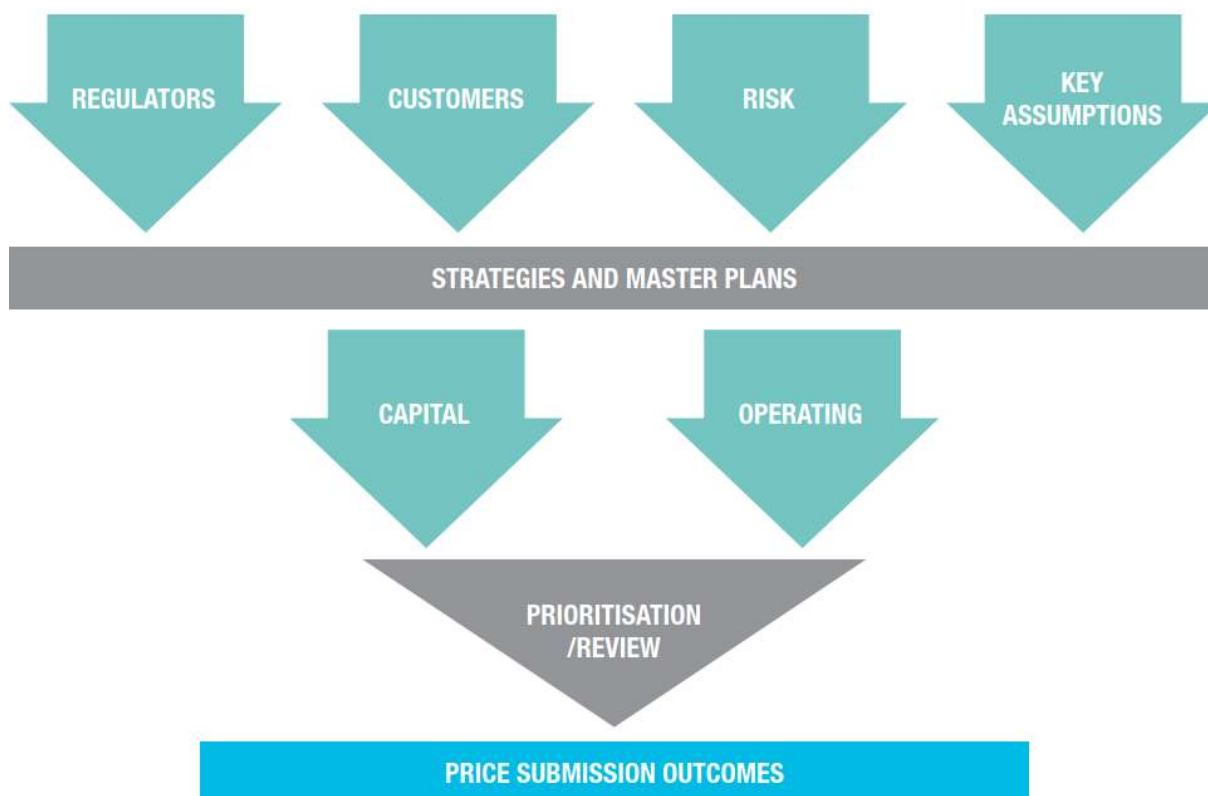 REGULATORS
CUSTOMERS
RISK
KEY
ASSUMPTIONS
STRATEGIES AND MASTER PLANS
CAPITAL
OPERATING
PRIORITISATION
/REVIEW
PRICE SUBMISSION OUTCOMES